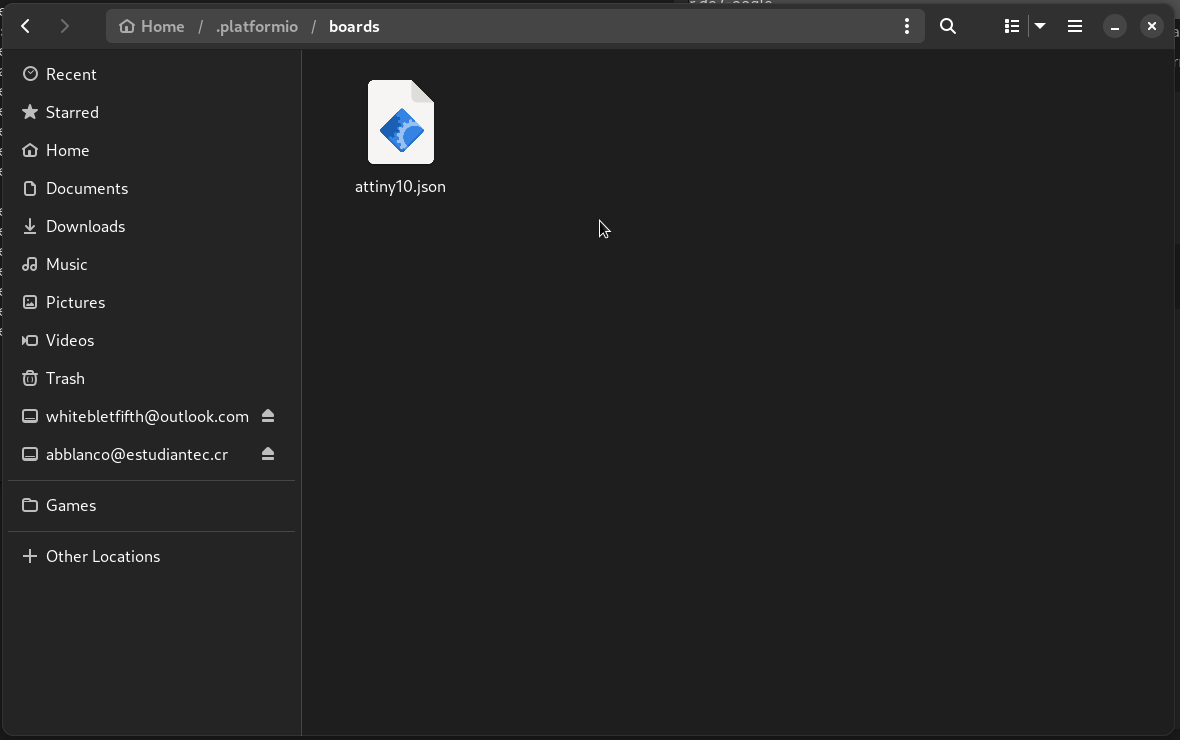 Home / .platformio / boards
Recent
Starred
Home
Documents
Downloads
Music
Pictures
Videos
Trash
whitebletfifth@outlook.com
abblanco@estudiantec.cr
Games
Other Locations
attiny10.json